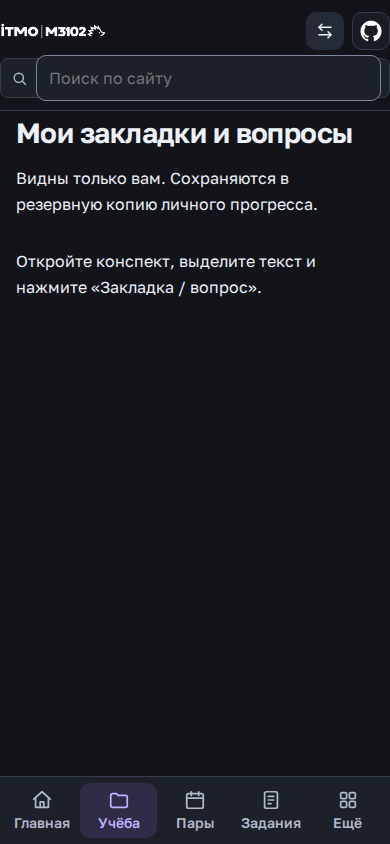 iTMO | M3102
Поиск по сайту
Мои закладки и вопросы
Видны только вам. Сохраняются в
резервную копию личного прогресса.
Откройте конспект, выделите текст и
нажмите «Закладка / вопрос».
Главная
Учёба
Пары
Задания
Ещё